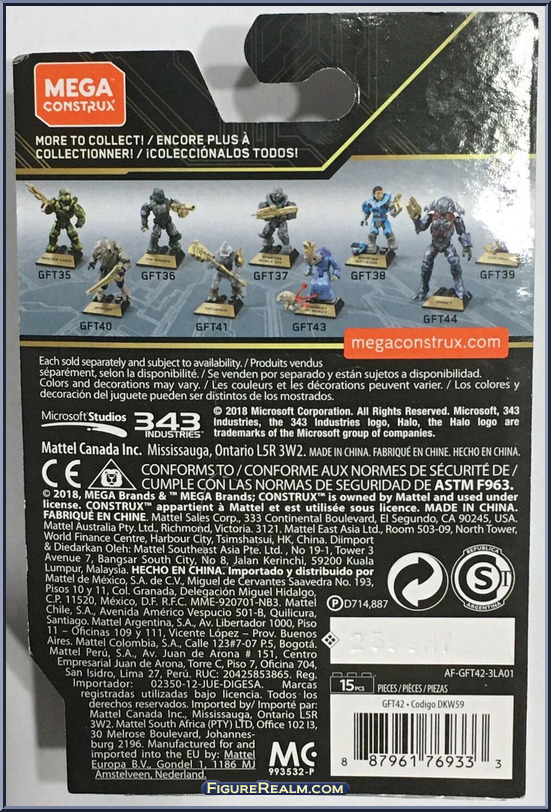 MEGA
CONSTRUX™
MORE TO COLLECT! / ENCORE PLUS À
COLLECTIONNER! / ¡COLECCIÓNALOS TODOS!
GFT35
GFT36
GFT37
GFT38
GFT39
GFT40
GFT41
GFT43
GFT44
megaconstrux.com
Each sold separately and subject to availability. / Produits vendus
séparément, selon la disponibilité. / Se venden por separado y están sujetos a disponibilidad.
Colors and decorations may vary. / Les couleurs et les décorations peuvent varier. / Los colores y
decoración del juguete pueden ser distintos de los mostrados.
Microsoft Studios
343
INDUSTRIES
© 2018 Microsoft Corporation. All Rights Reserved. Microsoft, 343
Industries, the 343 Industries logo, Halo, the Halo logo are
trademarks of the Microsoft group of companies.
Mattel Canada Inc. Mississauga, Ontario L5R 3W2. MADE IN CHINA. FABRIQUÉ EN CHINE. HECHO EN CHINA.
CE
CONFORMS TO / CONFORME AUX NORMES DE SÉCURITÉ DE /
CUMPLE CON LAS NORMAS DE SEGURIDAD DE ASTM F963.
© 2018, MEGA Brands & ™ MEGA Brands; CONSTRUX™ is owned by Mattel and used under
license. CONSTRUX™ appartient à Mattel et est utilisée sous licence. MADE IN CHINA.
FABRIQUÉ EN CHINE. Mattel Sales Corp., 333 Continental Boulevard, El Segundo, CA 90245, USA.
Mattel Australia Pty. Ltd., Richmond, Victoria. 3121. Mattel East Asia Ltd., Room 503-09, North Tower,
World Finance Centre, Harbour City, Tsimshatsui, HK, China. Diimport
& Diedarkan Oleh: Mattel Southeast Asia Pte. Ltd. , No 19-1, Tower 3
Avenue 7, Bangsar South City, No 8, Jalan Kerinchi, 59200 Kuala
Lumpur, Malaysia. HECHO EN CHINA. Importado y distribuido por
Mattel de México, S.A. de C.V., Miguel de Cervantes Saavedra No. 193,
Pisos 10 y 11, Col. Granada, Delegación Miguel Hidalgo,
C.P. 11520, México, D.F. R.F.C. MME-920701-NB3. Mattel
Chile, S.A., Avenida Américo Vespucio 501-B, Quilicura,
Santiago. Mattel Argentina, S.A., Av. Libertador 1000, Piso
11 – Oficinas 109 y 111, Vicente López – Prov. Buenos
Aires. Mattel Colombia, S.A., Calle 123#7-07 P.5, Bogotá.
Mattel Perú, S.A., Av. Juan de Arona # 151, Centro
Empresarial Juan de Arona, Torre C, Piso 7, Oficina 704,
San Isidro, Lima 27, Perú. RUC: 20425853865. Reg.
Importador: 02350-12-JUE-DIGESA. Marcas
registradas utilizadas bajo licencia. Todos los
derechos reservados. Imported by / Importé par:
Mattel Canada Inc., Mississauga, Ontario L5R
3W2. Mattel South Africa (PTY) LTD, Office 102 I3,
30 Melrose Boulevard, Johannes-
burg 2196. Manufactured for and
imported into the EU by: Mattel
Europa B.V., Gondel 1, 1186 MJ
Amstelveen, Nederland.
REPUBLICA
S
ARGENTINA
P D714,887
MC
993532-P
15 PCS
PIECES / PIÈCES / PIEZAS
AF-GFT42-3LA01
GFT42 • Codigo DKW59
8 87961 76933 3
FIGUREREALM.COM